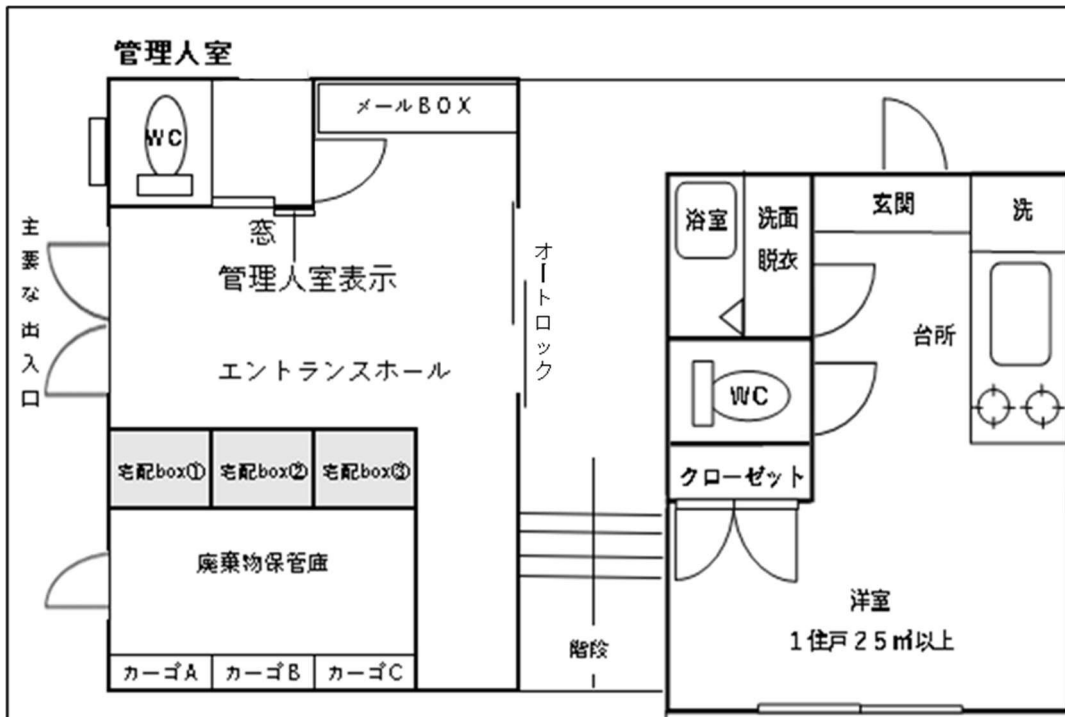 管理人室
メールBOX
WC
窓
管理人室表示
主要な出入口
オートロック
エントランスホール
宅配box①
宅配box②
宅配box③
廃棄物保管庫
カーゴA
カーゴB
カーゴC
階段
浴室
洗面
脱衣
玄関
洗
台所
WC
クローゼット
洋室
1住戸25㎡以上